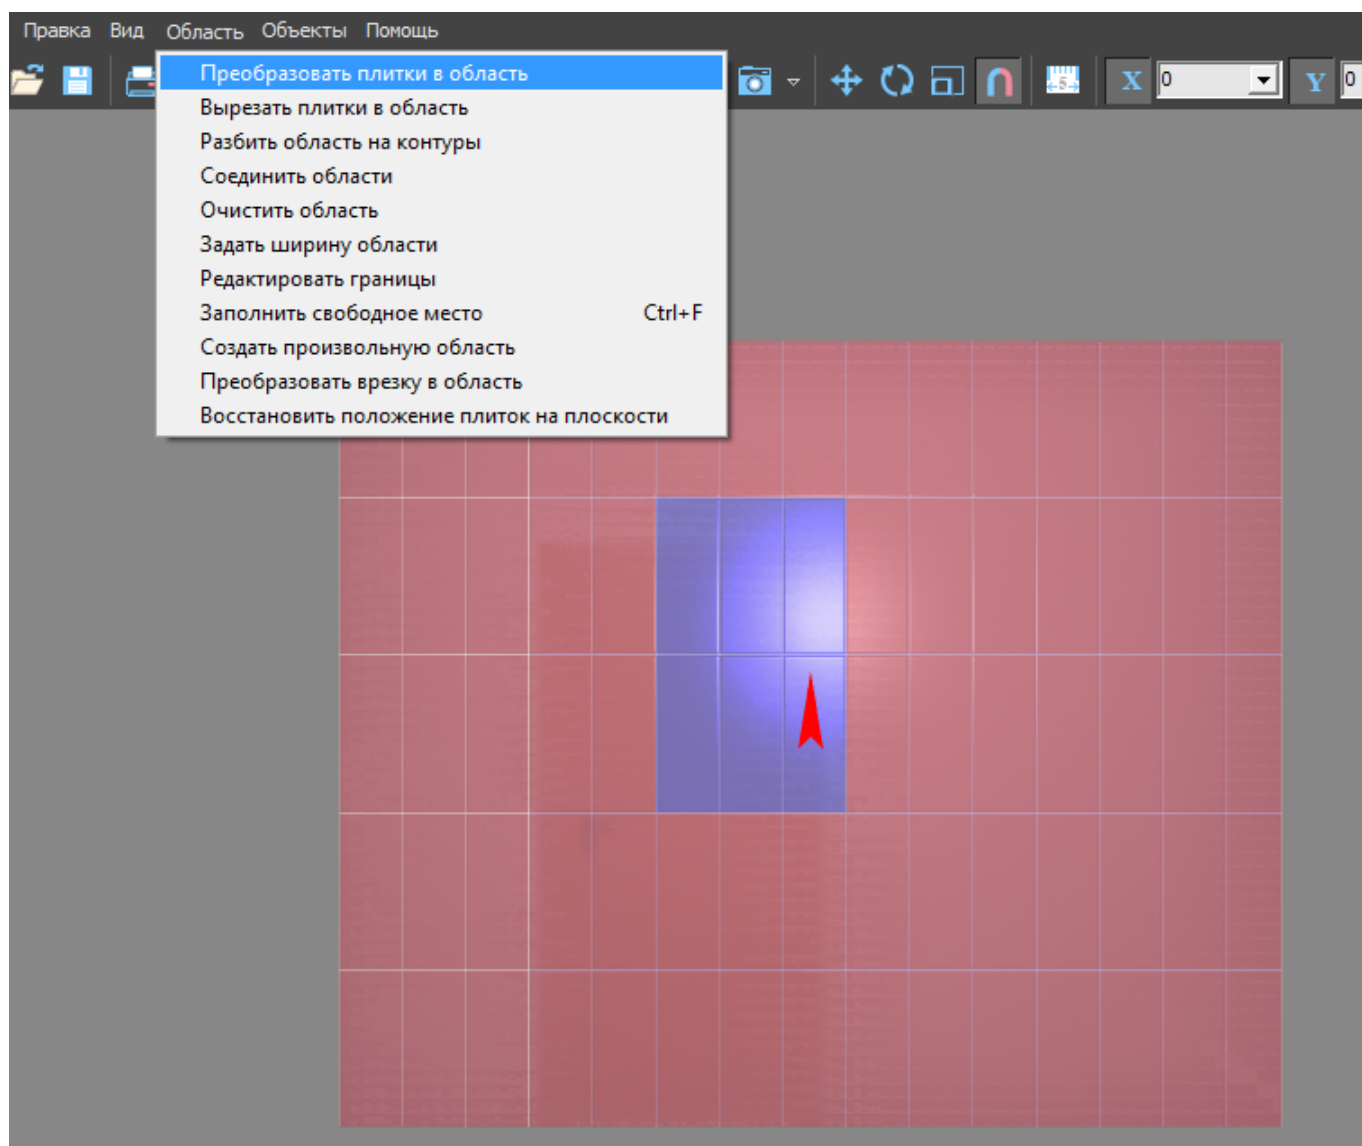 Правка Вид Область Объекты Помощь
5 X 0 Y 0
Преобразовать плитки в область
Вырезать плитки в область
Разбить область на контуры
Соединить области
Очистить область
Задать ширину области
Редактировать границы
Заполнить свободное место Ctrl+F
Создать произвольную область
Преобразовать врезку в область
Восстановить положение плиток на плоскости